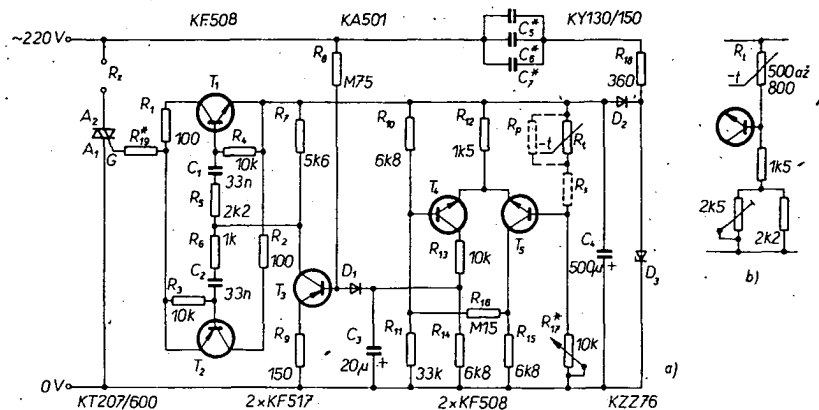 KF508 KA501 KY130/150
~220 V
C5*
C6*
C7*
R8
M75
R18
360
D2
Rz
A2
A1
G
R19*
R1
100
T1
R4
10k
C1
33n
R5
2k2
R6
1k
C2
33n
R3
10k
T2
R2
100
R7
5k6
T3
R9
150
D1
C3
20µ
+
R10
6k8
T4
R13
10k
R11
33k
R14
6k8
R16
M15
R12
1k5
T5
R15
6k8
Rp
-t
Rt
Rs
R17*
10k
C4
500µ
+
D3
0 V
a)
KT207/600 2×KF517 2×KF508 KZZ76
Rt
-t
500 až
800
1k5
2k5
2k2
b)